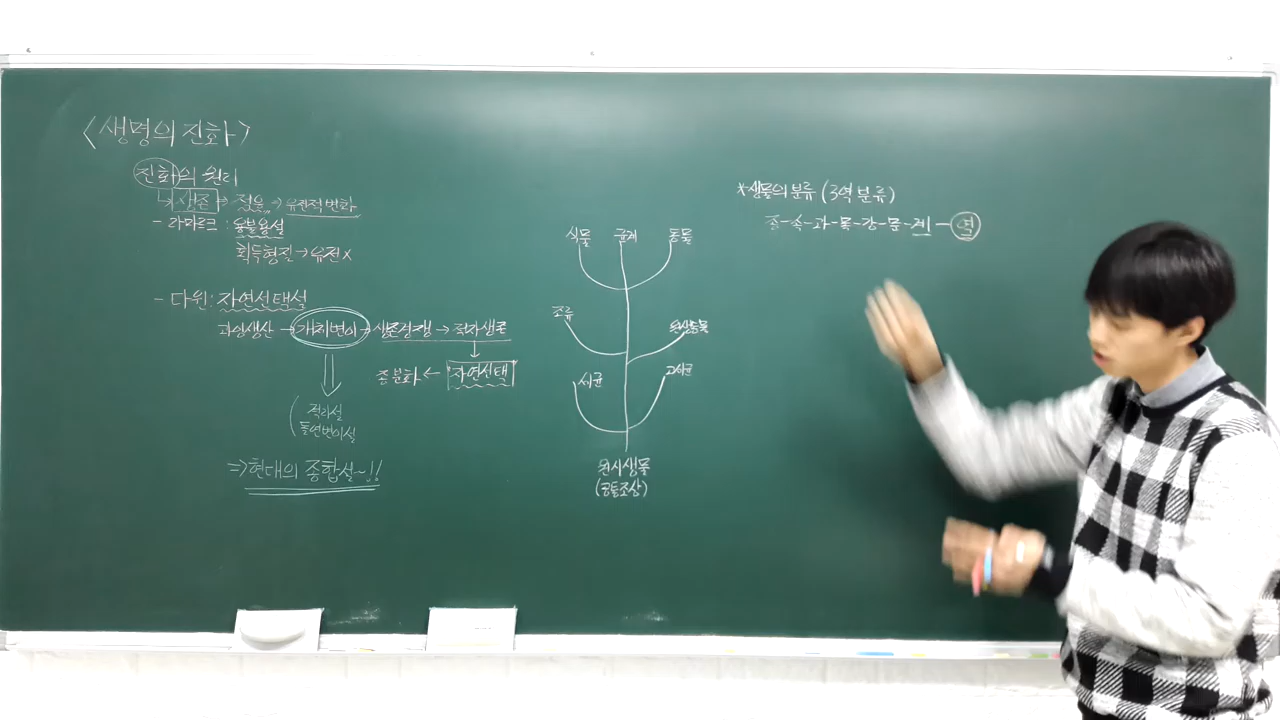 <생명의 진화>
진화의 원리
생존 ⇒ 적응 → 유전적 변화
- 라마르크 : 용불용설
획득형질 → 유전 x
- 다윈 : 자연선택설
과잉생산 → 개체변이 → 생존경쟁 → 적자생존
종분화 ← 자연선택
( 격리설
돌연변이설
⇒ 현대의 종합설~!!
식물 균계 동물
조류 원생동물
세균 고세균
원시생물
(공통조상)
*생물의 분류 (3역 분류)
종-속-과-목-강-문-계-역